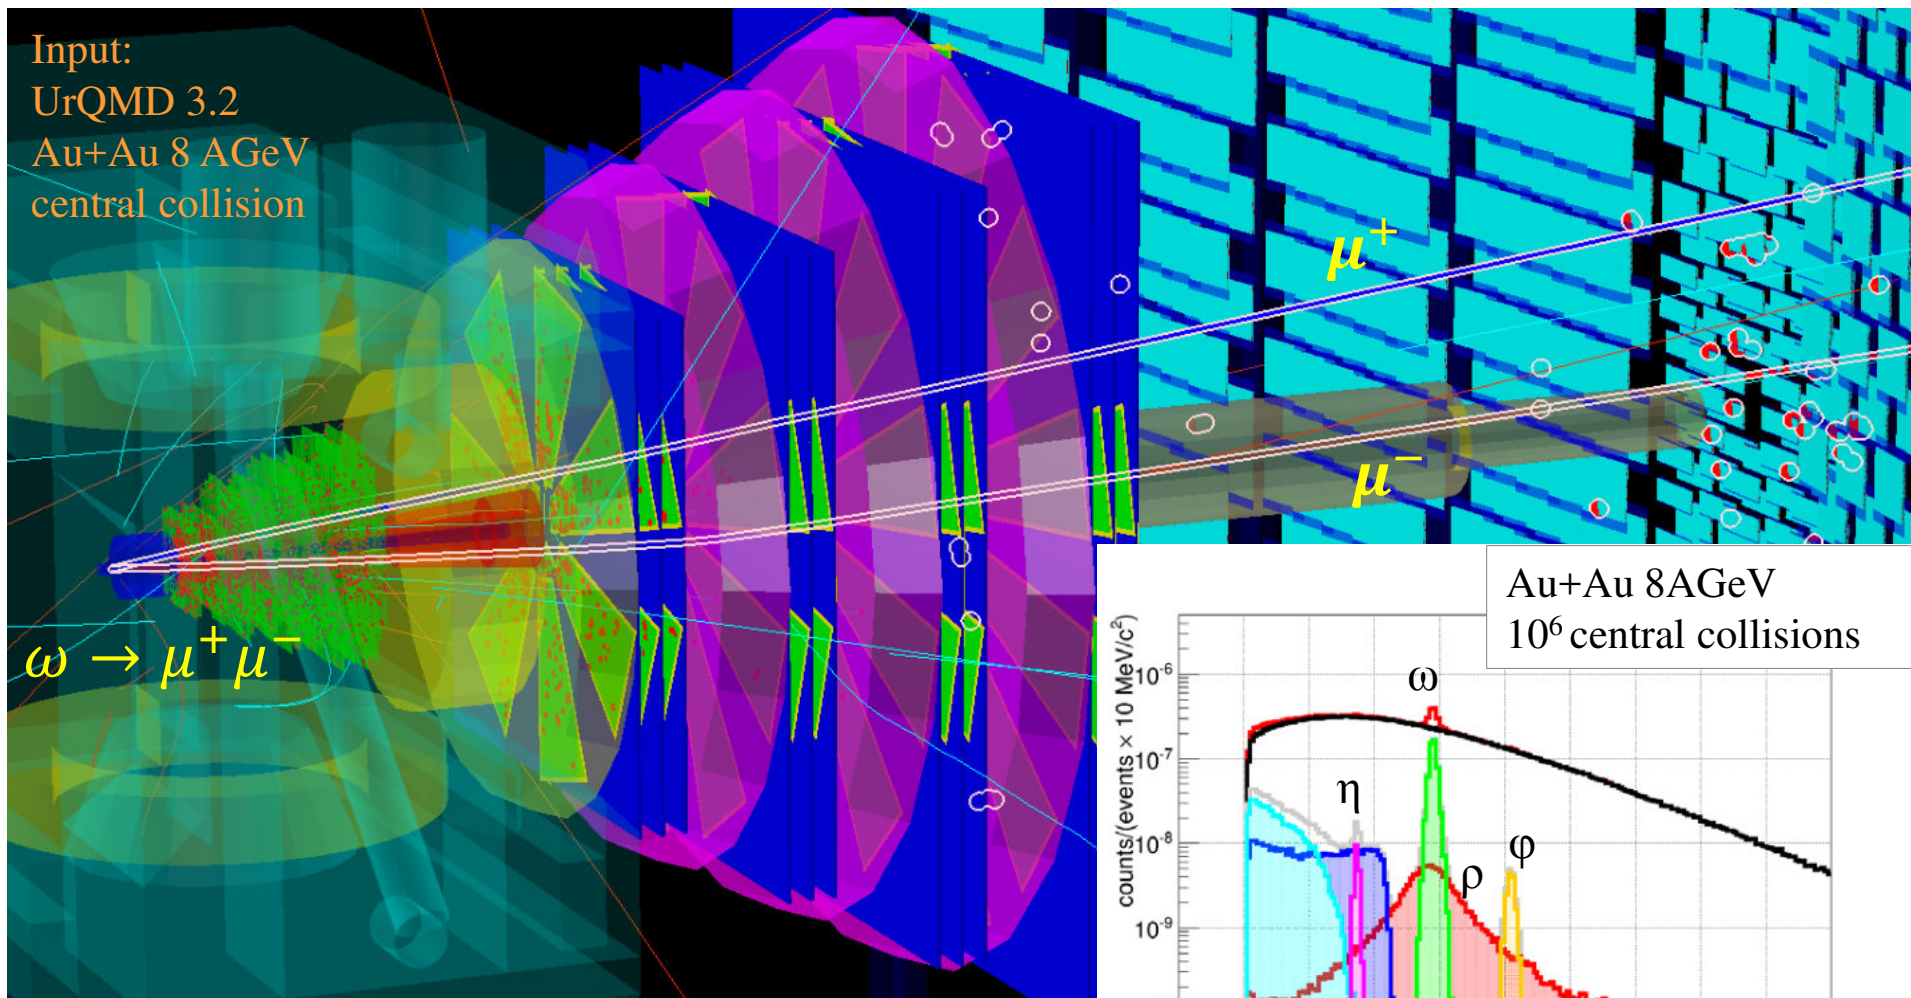 Input:
UrQMD 3.2
Au+Au 8 AGeV
central collision
μ⁺
μ⁻
ω → μ⁺ μ⁻
Au+Au 8AGeV
10⁶ central collisions
counts/(events × 10 MeV/c²)
10⁻⁶
10⁻⁷
10⁻⁸
10⁻⁹
ω
η
φ
ρ